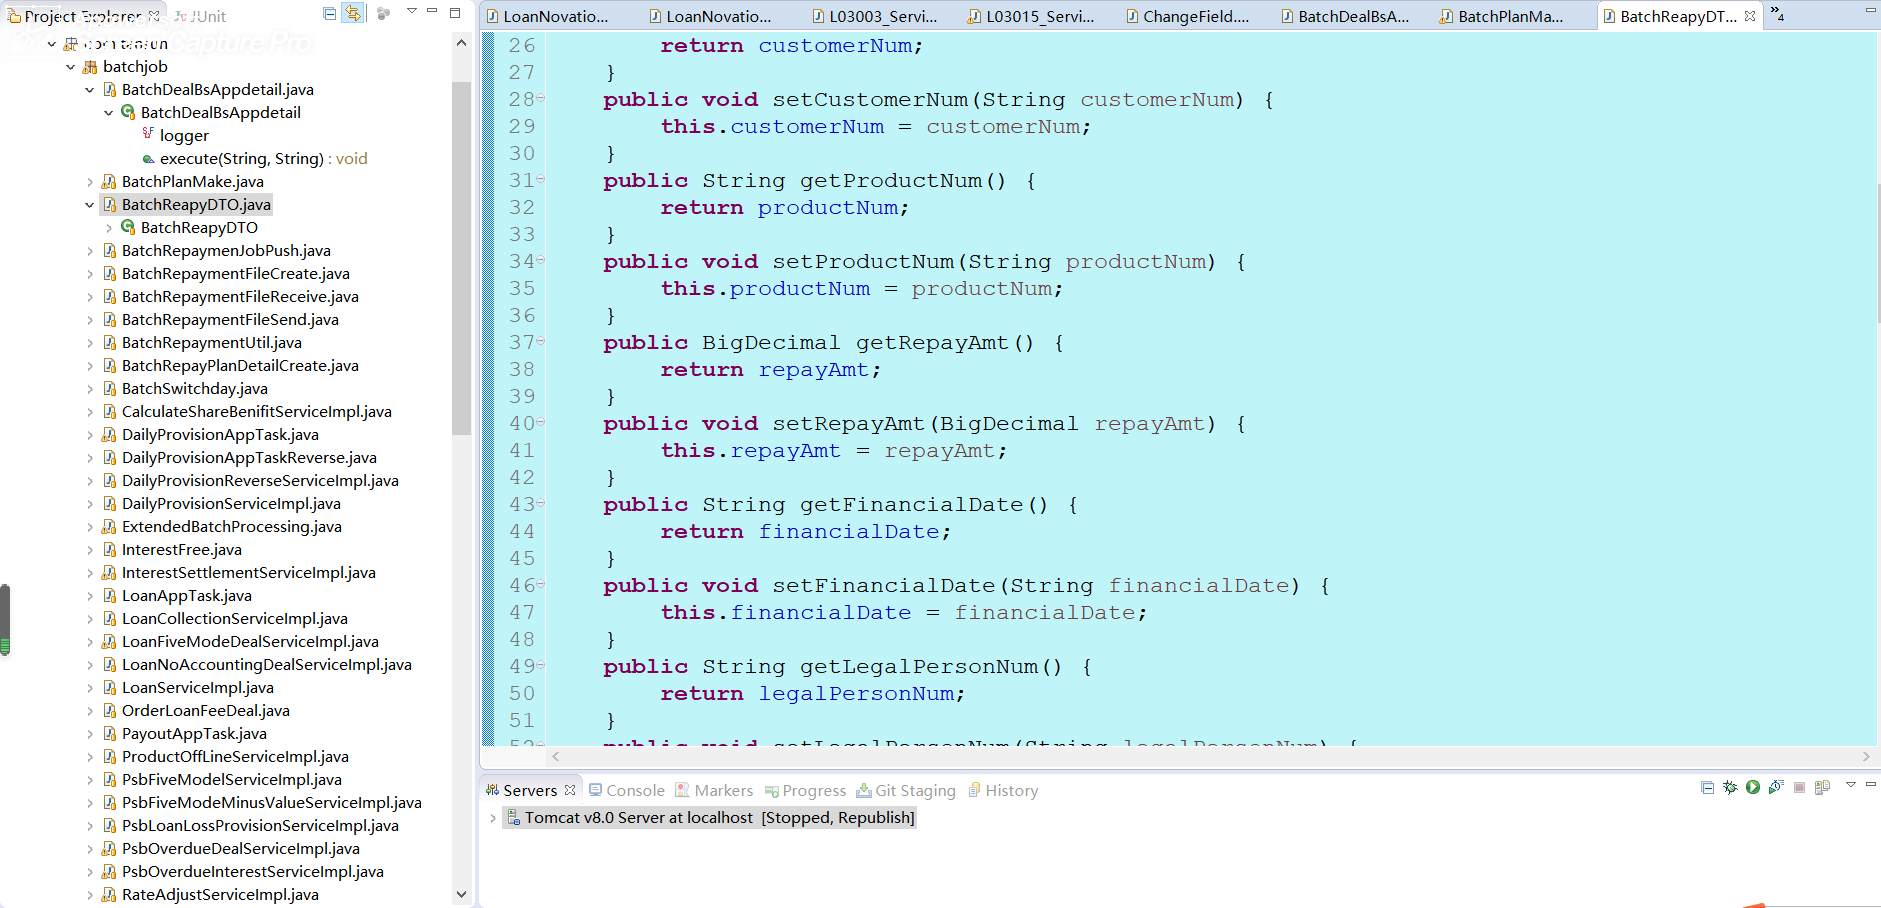 Project Explorer
JUnit
Capture Pro
batchjob
BatchDealBsAppdetail.java
BatchDealBsAppdetail
logger
execute(String, String) : void
BatchPlanMake.java
BatchReapyDTO.java
BatchReapyDTO
BatchRepaymenJobPush.java
BatchRepaymentFileCreate.java
BatchRepaymentFileReceive.java
BatchRepaymentFileSend.java
BatchRepaymentUtil.java
BatchRepayPlanDetailCreate.java
BatchSwitchday.java
CalculateShareBenifitServiceImpl.java
DailyProvisionAppTask.java
DailyProvisionAppTaskReverse.java
DailyProvisionReverseServiceImpl.java
DailyProvisionServiceImpl.java
ExtendedBatchProcessing.java
InterestFree.java
InterestSettlementServiceImpl.java
LoanAppTask.java
LoanCollectionServiceImpl.java
LoanFiveModeDealServiceImpl.java
LoanNoAccountingDealServiceImpl.java
LoanServiceImpl.java
OrderLoanFeeDeal.java
PayoutAppTask.java
ProductOffLineServiceImpl.java
PsbFiveModelServiceImpl.java
PsbFiveModeMinusValueServiceImpl.java
PsbLoanLossProvisionServiceImpl.java
PsbOverdueDealServiceImpl.java
PsbOverdueInterestServiceImpl.java
RateAdjustServiceImpl.java
LoanNovatio... LoanNovatio... L03003_Servi... L03015_Servi... ChangeField.... BatchDealBsA... BatchPlanMa... BatchReapyDT... »4
26 return customerNum;
27 }
28 public void setCustomerNum(String customerNum) {
29 this.customerNum = customerNum;
30 }
31 public String getProductNum() {
32 return productNum;
33 }
34 public void setProductNum(String productNum) {
35 this.productNum = productNum;
36 }
37 public BigDecimal getRepayAmt() {
38 return repayAmt;
39 }
40 public void setRepayAmt(BigDecimal repayAmt) {
41 this.repayAmt = repayAmt;
42 }
43 public String getFinancialDate() {
44 return financialDate;
45 }
46 public void setFinancialDate(String financialDate) {
47 this.financialDate = financialDate;
48 }
49 public String getLegalPersonNum() {
50 return legalPersonNum;
51 }
52 public void setLegalPersonNum(String legalPersonNum) {
Servers Console Markers Progress Git Staging History
Tomcat v8.0 Server at localhost [Stopped, Republish]